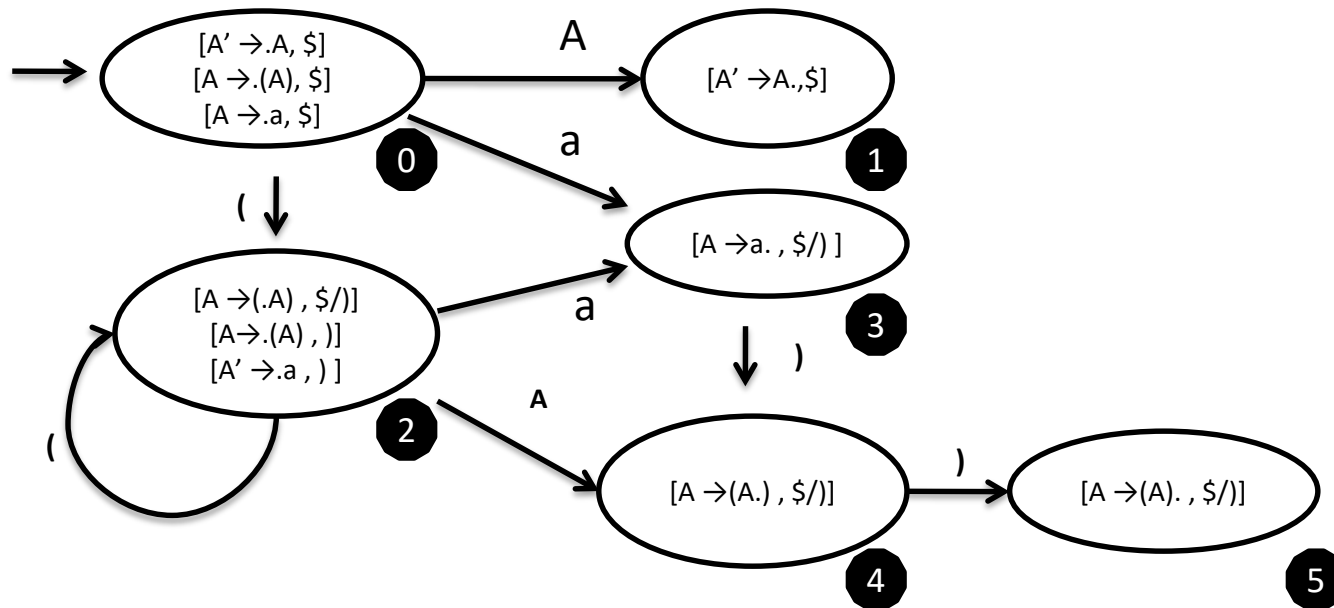 [A’ →.A, $]
[A →.(A), $]
[A →.a, $]
0
A
[A’ →A.,$]
1
a
(
[A →a. , $/) ]
3
[A →(.A) , $/)]
[A→.(A) , )]
[A’ →.a , ) ]
2
a
(
)
A
[A →(A.) , $/)]
4
)
[A →(A). , $/)]
5